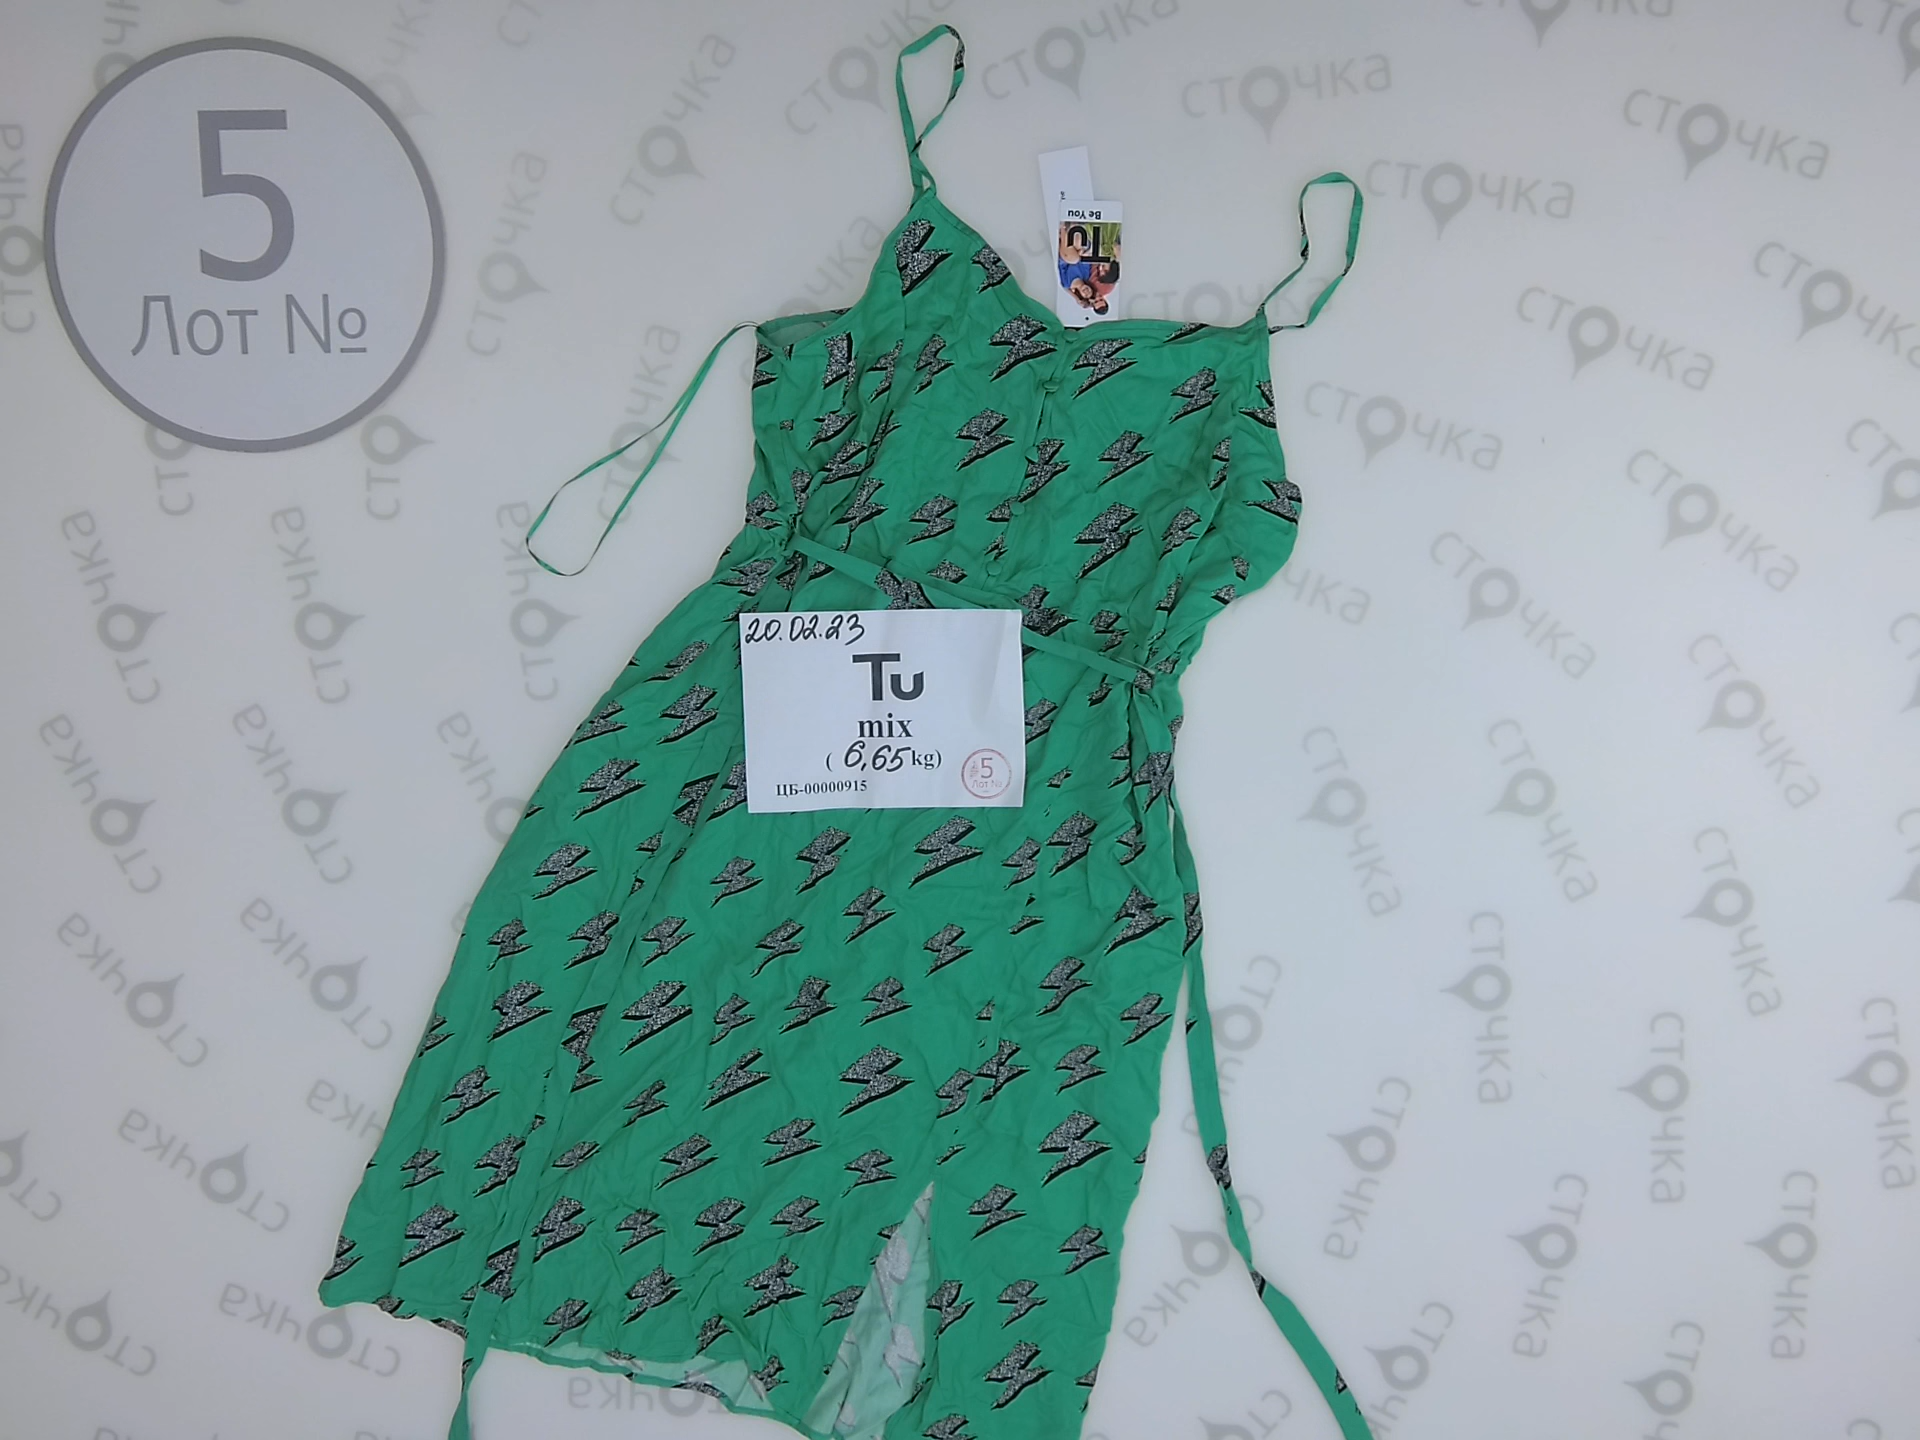 5
Лот №
Be You
Tu
20.02.23
Tu
mix
( 6,65 kg)
ЦБ-00000915
5
Лот №
сточка